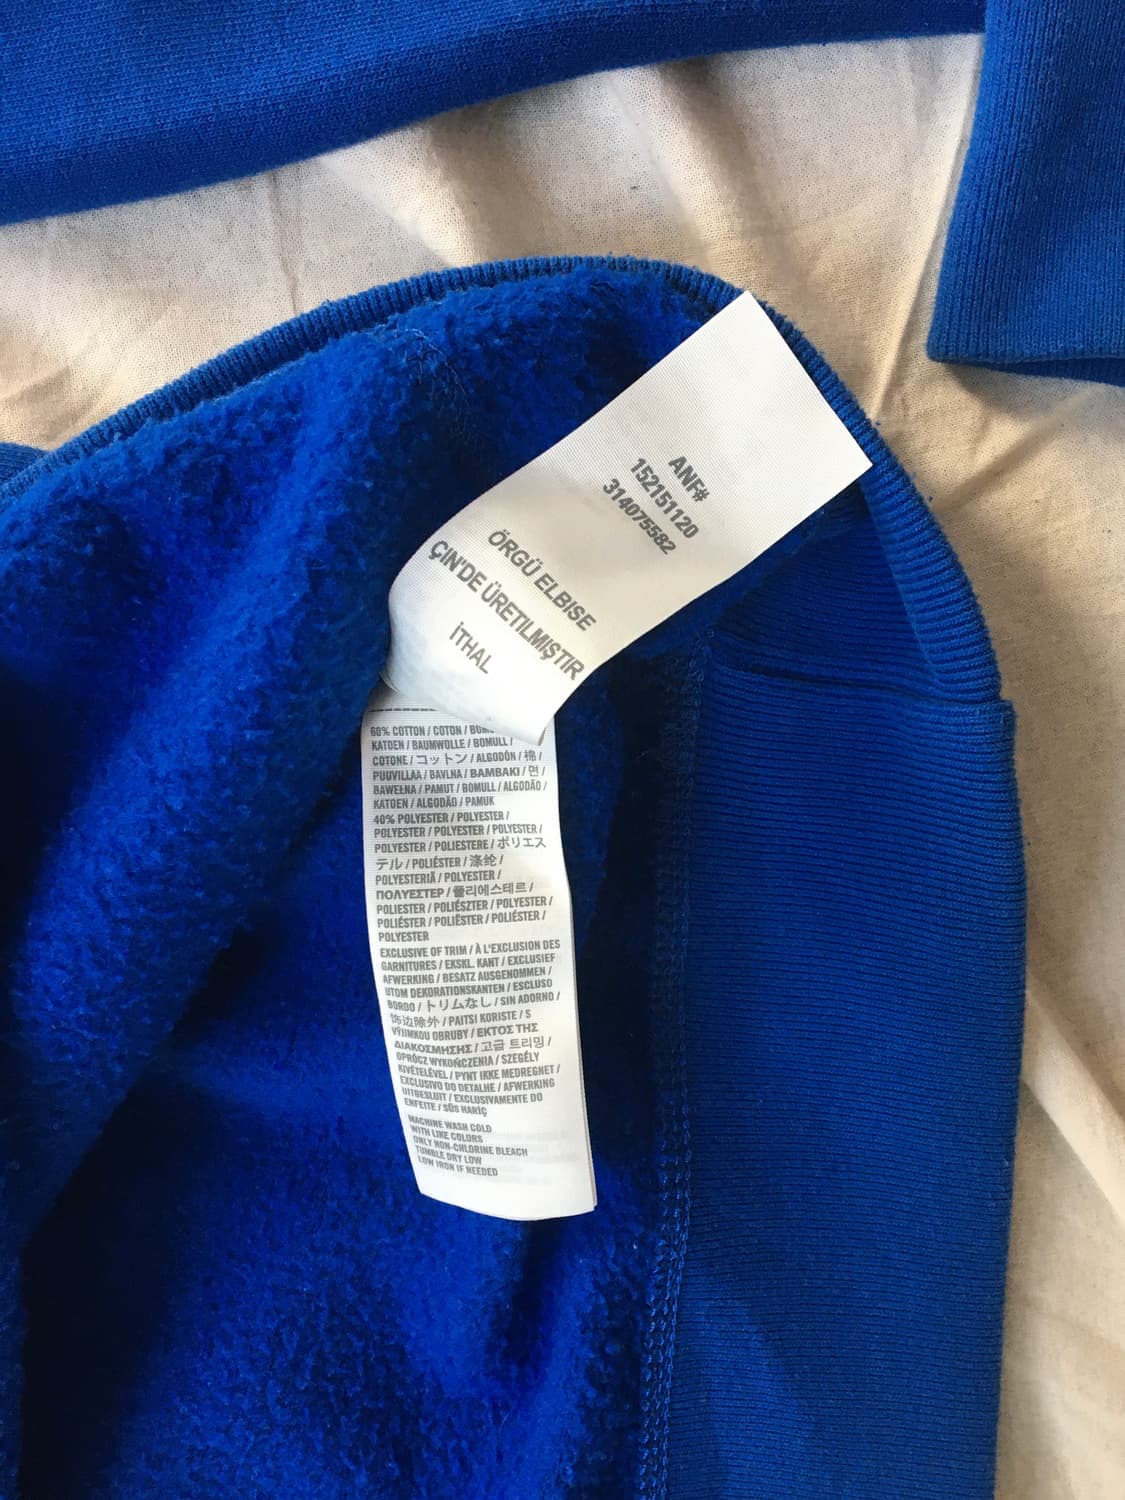 ANF#
152151120
314075582
ÖRGÜ ELBISE
ÇIN'DE ÜRETILMIŞTIR
İTHAL
60% COTTON / COTON /
KATOEN / BAUMWOLLE / BOMULL /
COTONE / コットン / ALGODÓN / 棉 /
PUUVILLAA / BAVLNA / BAMBAKI / 면 /
BAWEŁNA / PAMUT / BOMULL / ALGODÃO /
KATOEN / ALGODÃO / PAMUK
40% POLYESTER / POLYESTER /
POLYESTER / POLYESTER / POLYESTER /
POLYESTER / POLIESTERE / ポリエス
テル / POLIÉSTER / 涤纶 /
POLYESTERIÄ / POLYESTER /
ΠΟΛΥΕΣΤΕΡ / 폴리에스테르 /
POLIESTER / POLIÉSZTER / POLYESTER /
POLIÉSTER / POLIËSTER / POLIÉSTER /
POLYESTER
EXCLUSIVE OF TRIM / À L'EXCLUSION DES
GARNITURES / EKSKL. KANT / EXCLUSIEF
AFWERKING / BESATZ AUSGENOMMEN /
UTOM DEKORATIONSKANTEN / ESCLUSO
BORDO / トリムなし / SIN ADORNO /
饰边除外 / PAITSI KORISTE / S
VÝJIMKOU OBRUBY / ΕΚΤΟΣ ΤΗΣ
ΔΙΑΚΟΣΜΗΣΗΣ / 고급 트리밍 /
OPRÓCZ WYKOŃCZENIA / SZEGÉLY
KIVÉTELÉVEL / PYNT IKKE MEDREGNET /
EXCLUSIVO DO DETALHE / AFWERKING
UITBESLUIT / EXCLUSIVAMENTE DO
ENFEITE / SÜS HARİÇ
MACHINE WASH COLD
WITH LIKE COLORS
ONLY NON-CHLORINE BLEACH
TUMBLE DRY LOW
LOW IRON IF NEEDED